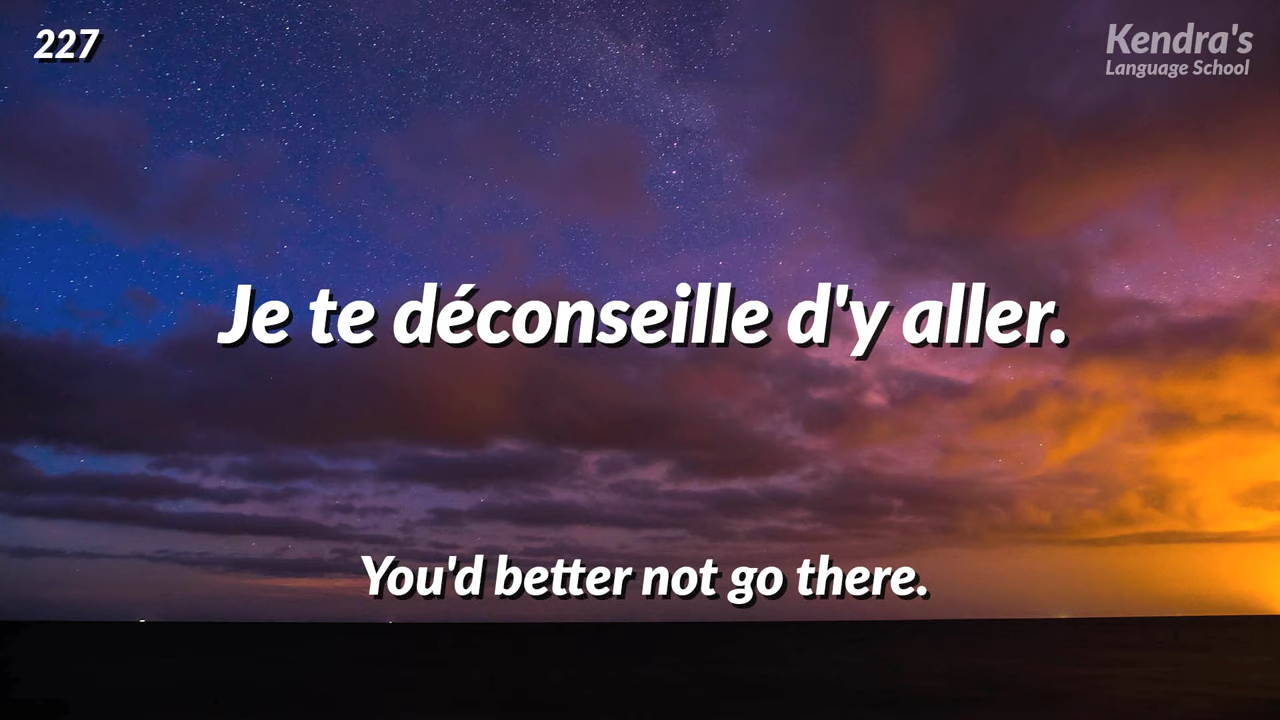 227
Kendra's
Language School
Je te déconseille d'y aller.
You'd better not go there.